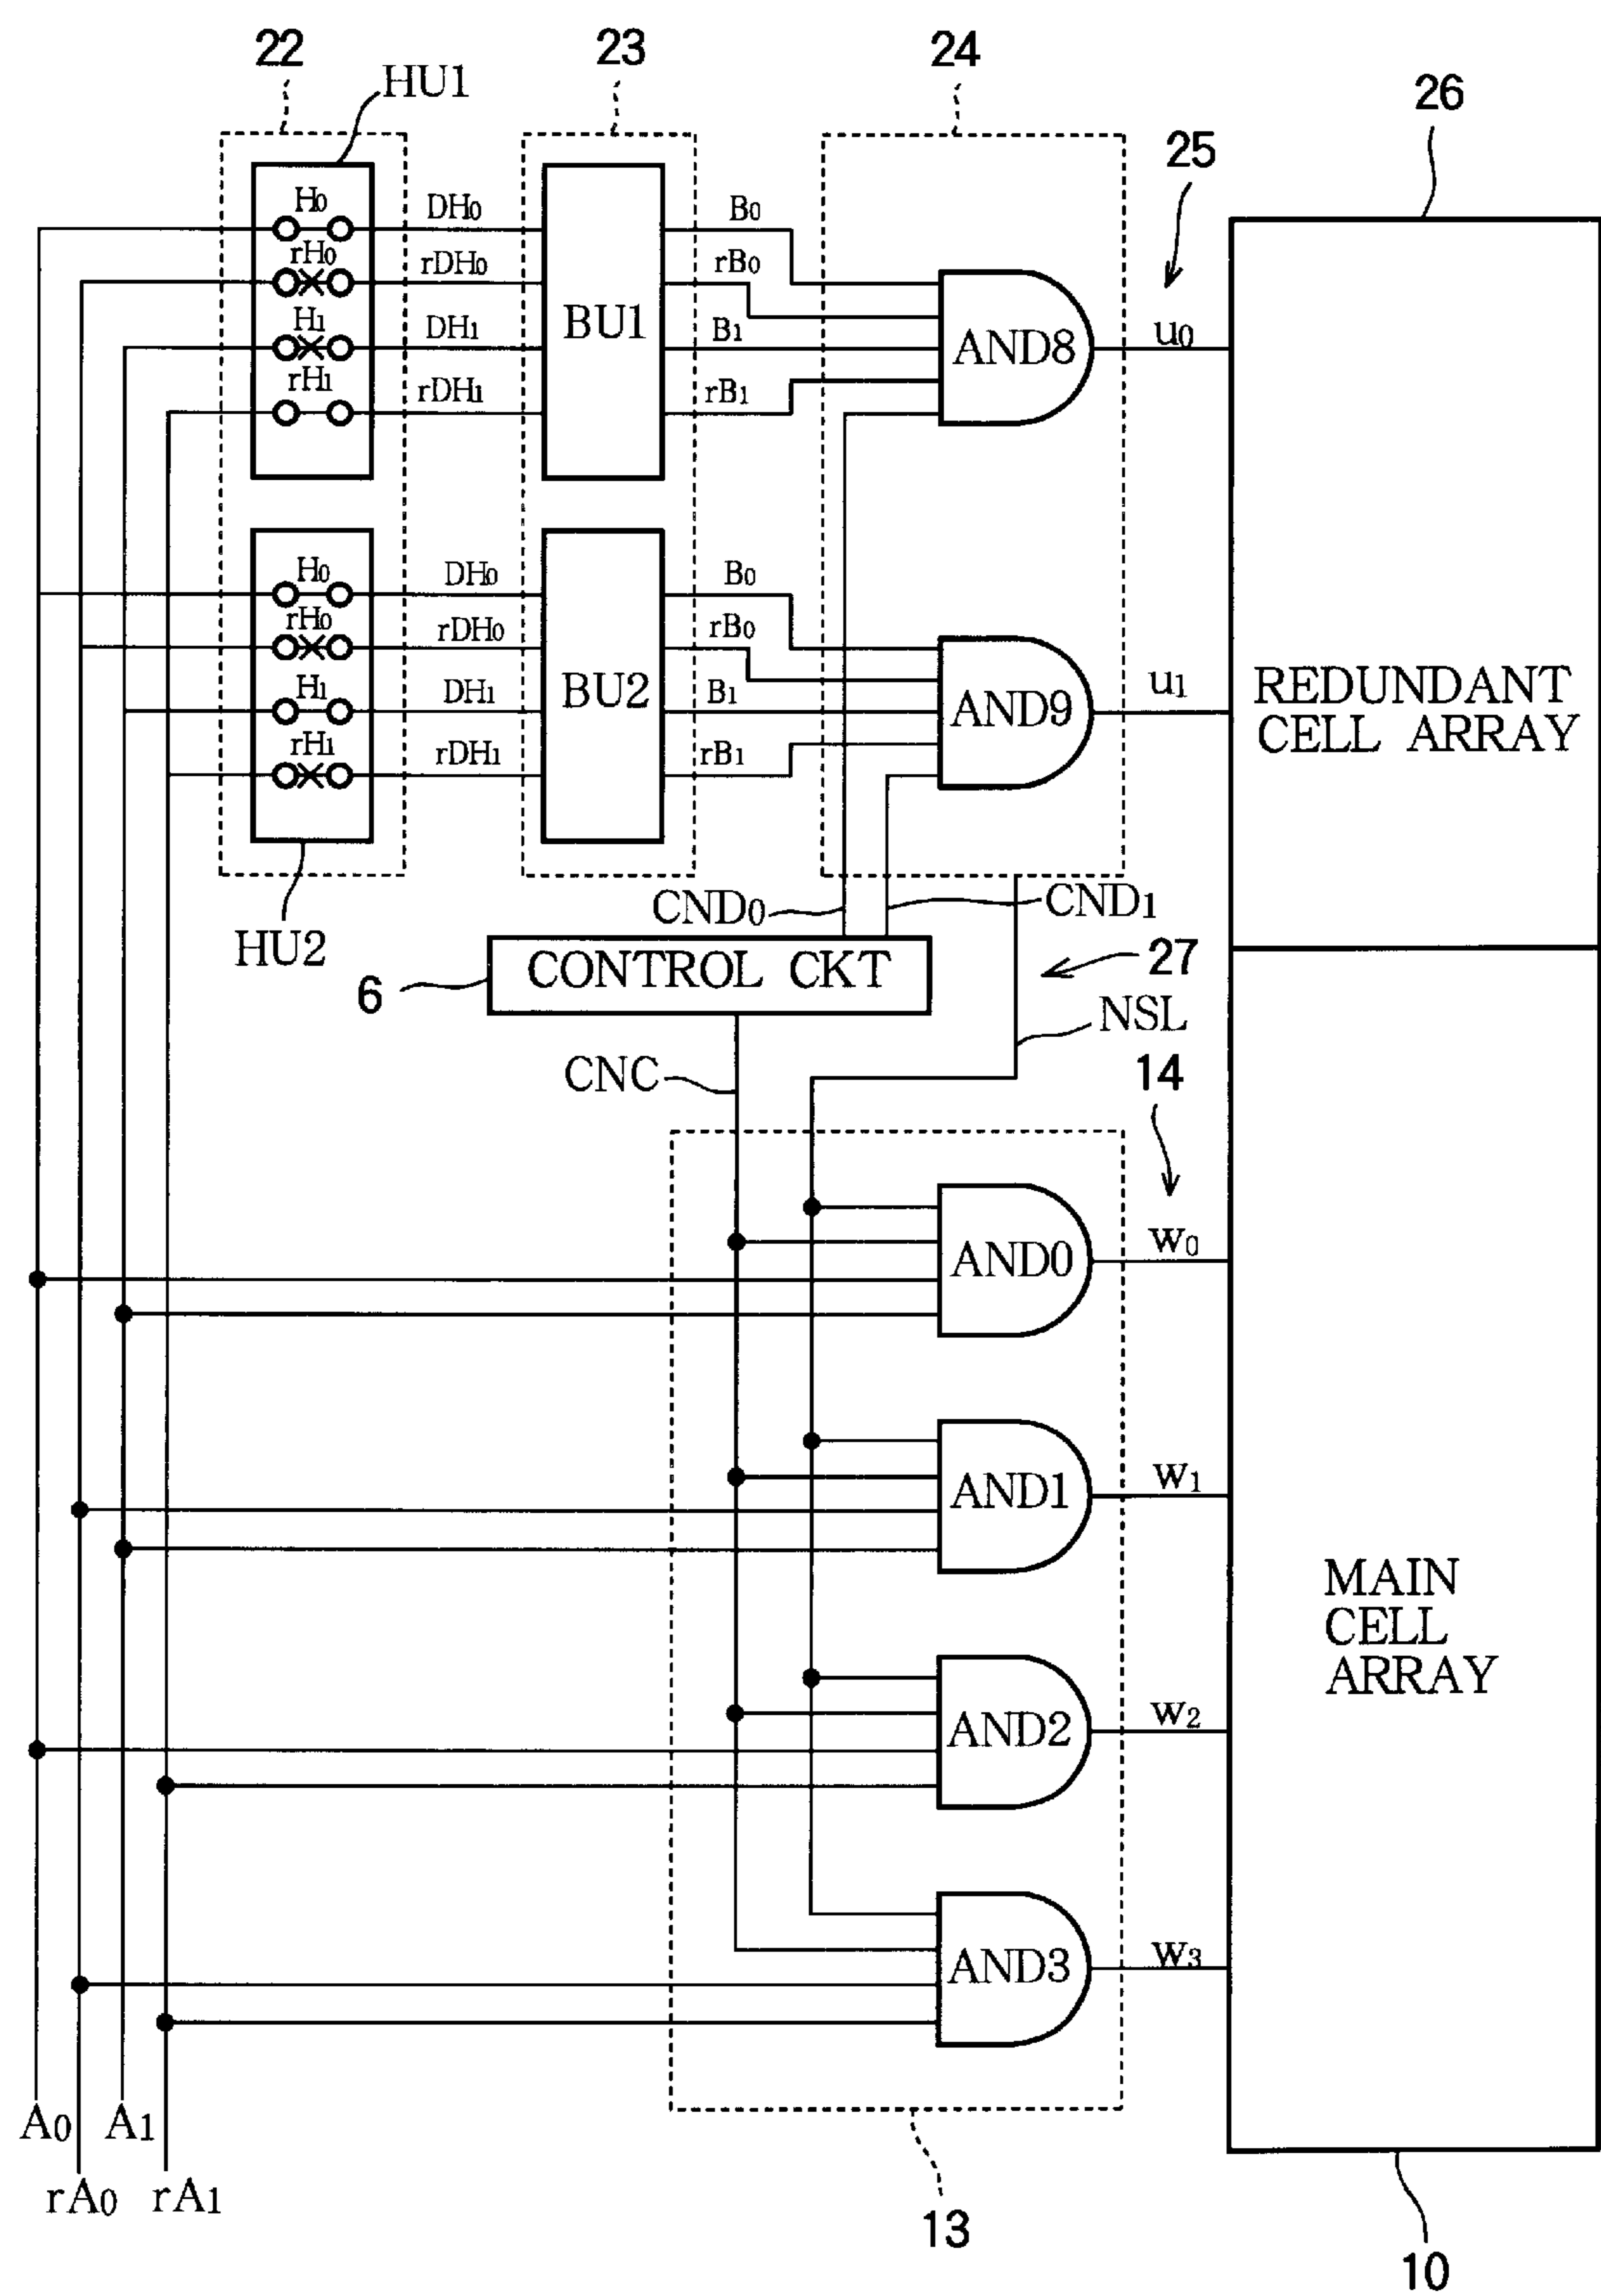 22
23
24
26
HU1
25
H0
DH0
B0
rH0
rDH0
rB0
H1
DH1
BU1
B1
AND8
u0
rH1
rDH1
rB1
H0
DH0
B0
rH0
rDH0
rB0
H1
DH1
BU2
B1
AND9
u1
rH1
rDH1
rB1
REDUNDANT
CELL ARRAY
CND0
CND1
HU2
6
CONTROL CKT
27
NSL
CNC
14
AND0
w0
AND1
w1
MAIN
CELL
ARRAY
AND2
w2
AND3
w3
A0
A1
rA0
rA1
13
10